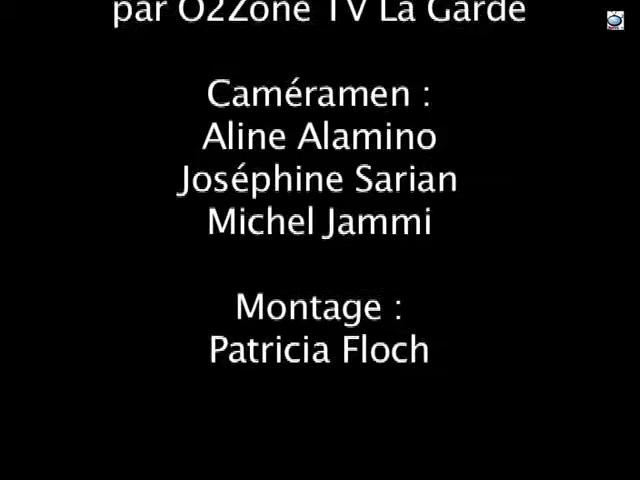 par O2Zone TV La Garde
Caméramen :
Aline Alamino
Joséphine Sarian
Michel Jammi
Montage :
Patricia Floch